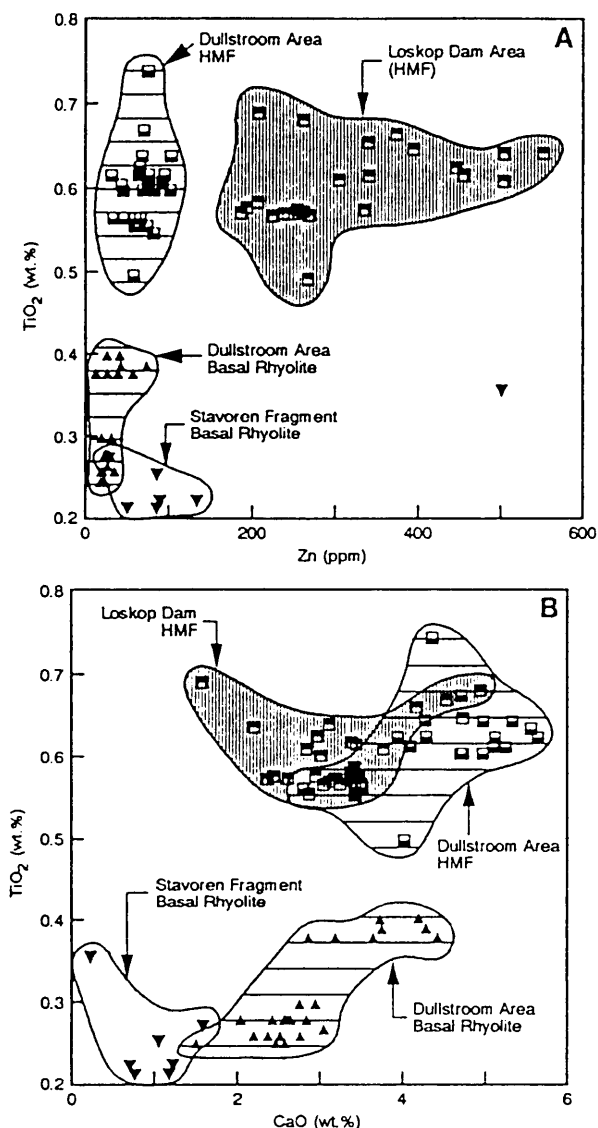 A
Dullstroom Area
HMF
Loskop Dam Area
(HMF)
Dullstroom Area
Basal Rhyolite
Stavoren Fragment
Basal Rhyolite
0.8
0.7
0.6
0.5
0.4
0.3
0.2
TiO2 (wt.%)
0
200
400
600
Zn (ppm)
B
Loskop Dam
HMF
Dullstroom Area
HMF
Stavoren Fragment
Basal Rhyolite
Dullstroom Area
Basal Rhyolite
0.8
0.7
0.6
0.5
0.4
0.3
0.2
TiO2 (wt.%)
0
2
4
6
CaO (wt.%)